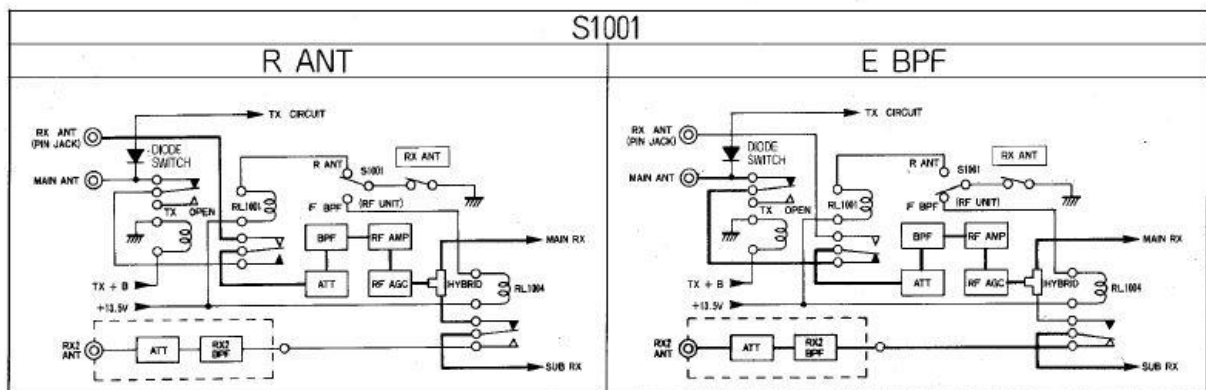 S1001
R ANT
E BPF
TX CIRCUIT
RX ANT
(PIN JACK)
DIODE
SWITCH
MAIN ANT
R ANT
S1001
RX ANT
TX OPEN
RL1001
IF BPF
(RF UNIT)
BPF
RF AMP
MAIN RX
ATT
RF AGC
HYBRID
RL1004
TX + B
+13.5V
RX2
ANT
ATT
RX2
BPF
SUB RX
TX CIRCUIT
RX ANT
(PIN JACK)
DIODE
SWITCH
MAIN ANT
R ANT
S1001
RX ANT
TX OPEN
RL1001
IF BPF
(RF UNIT)
BPF
RF AMP
MAIN RX
ATT
RF AGC
HYBRID
RL1004
TX + B
+13.5V
RX2
ANT
ATT
RX2
BPF
SUB RX